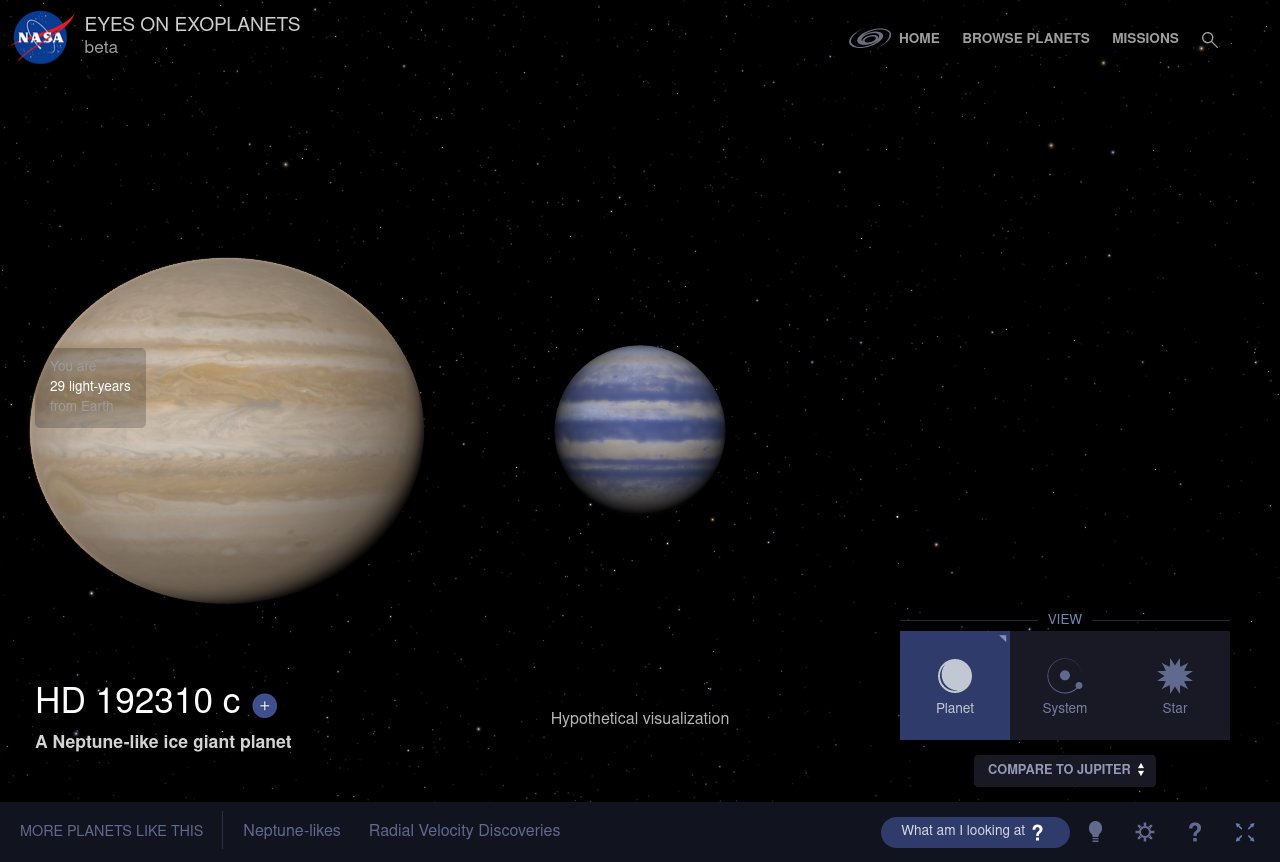 NASA
EYES ON EXOPLANETS
beta
HOME
BROWSE PLANETS
MISSIONS
You are
29 light-years
from Earth
HD 192310 c +
A Neptune-like ice giant planet
Hypothetical visualization
VIEW
Planet
System
Star
COMPARE TO JUPITER
MORE PLANETS LIKE THIS
Neptune-likes
Radial Velocity Discoveries
What am I looking at ?
?